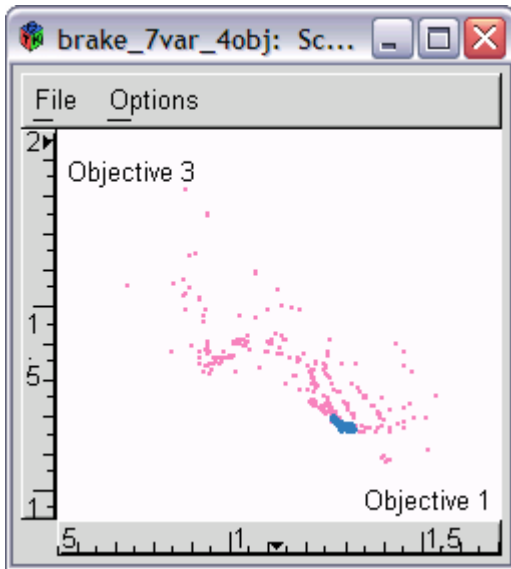 brake_7var_4obj: Sc...
File Options
2
Objective 3
1
.
5
1
Objective 1
.5 1 1.5